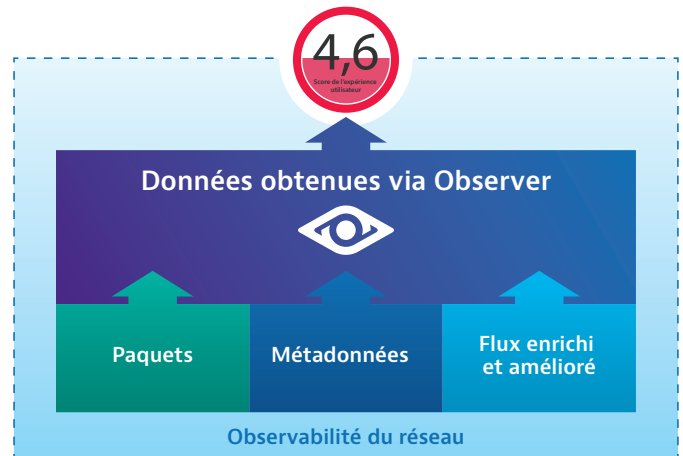 4,6
Score de l'expérience
utilisateur
Données obtenues via Observer
Paquets
Métadonnées
Flux enrichi
et amélioré
Observabilité du réseau